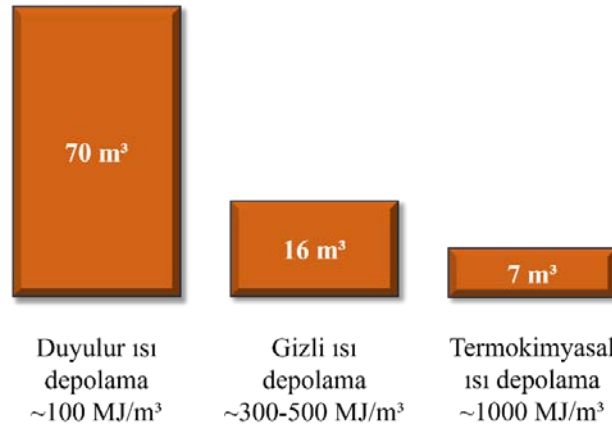 70 m³
16 m³
7 m³
Duyulur ısı
depolama
~100 MJ/m³
Gizli ısı
depolama
~300-500 MJ/m³
Termokimyasal
ısı depolama
~1000 MJ/m³